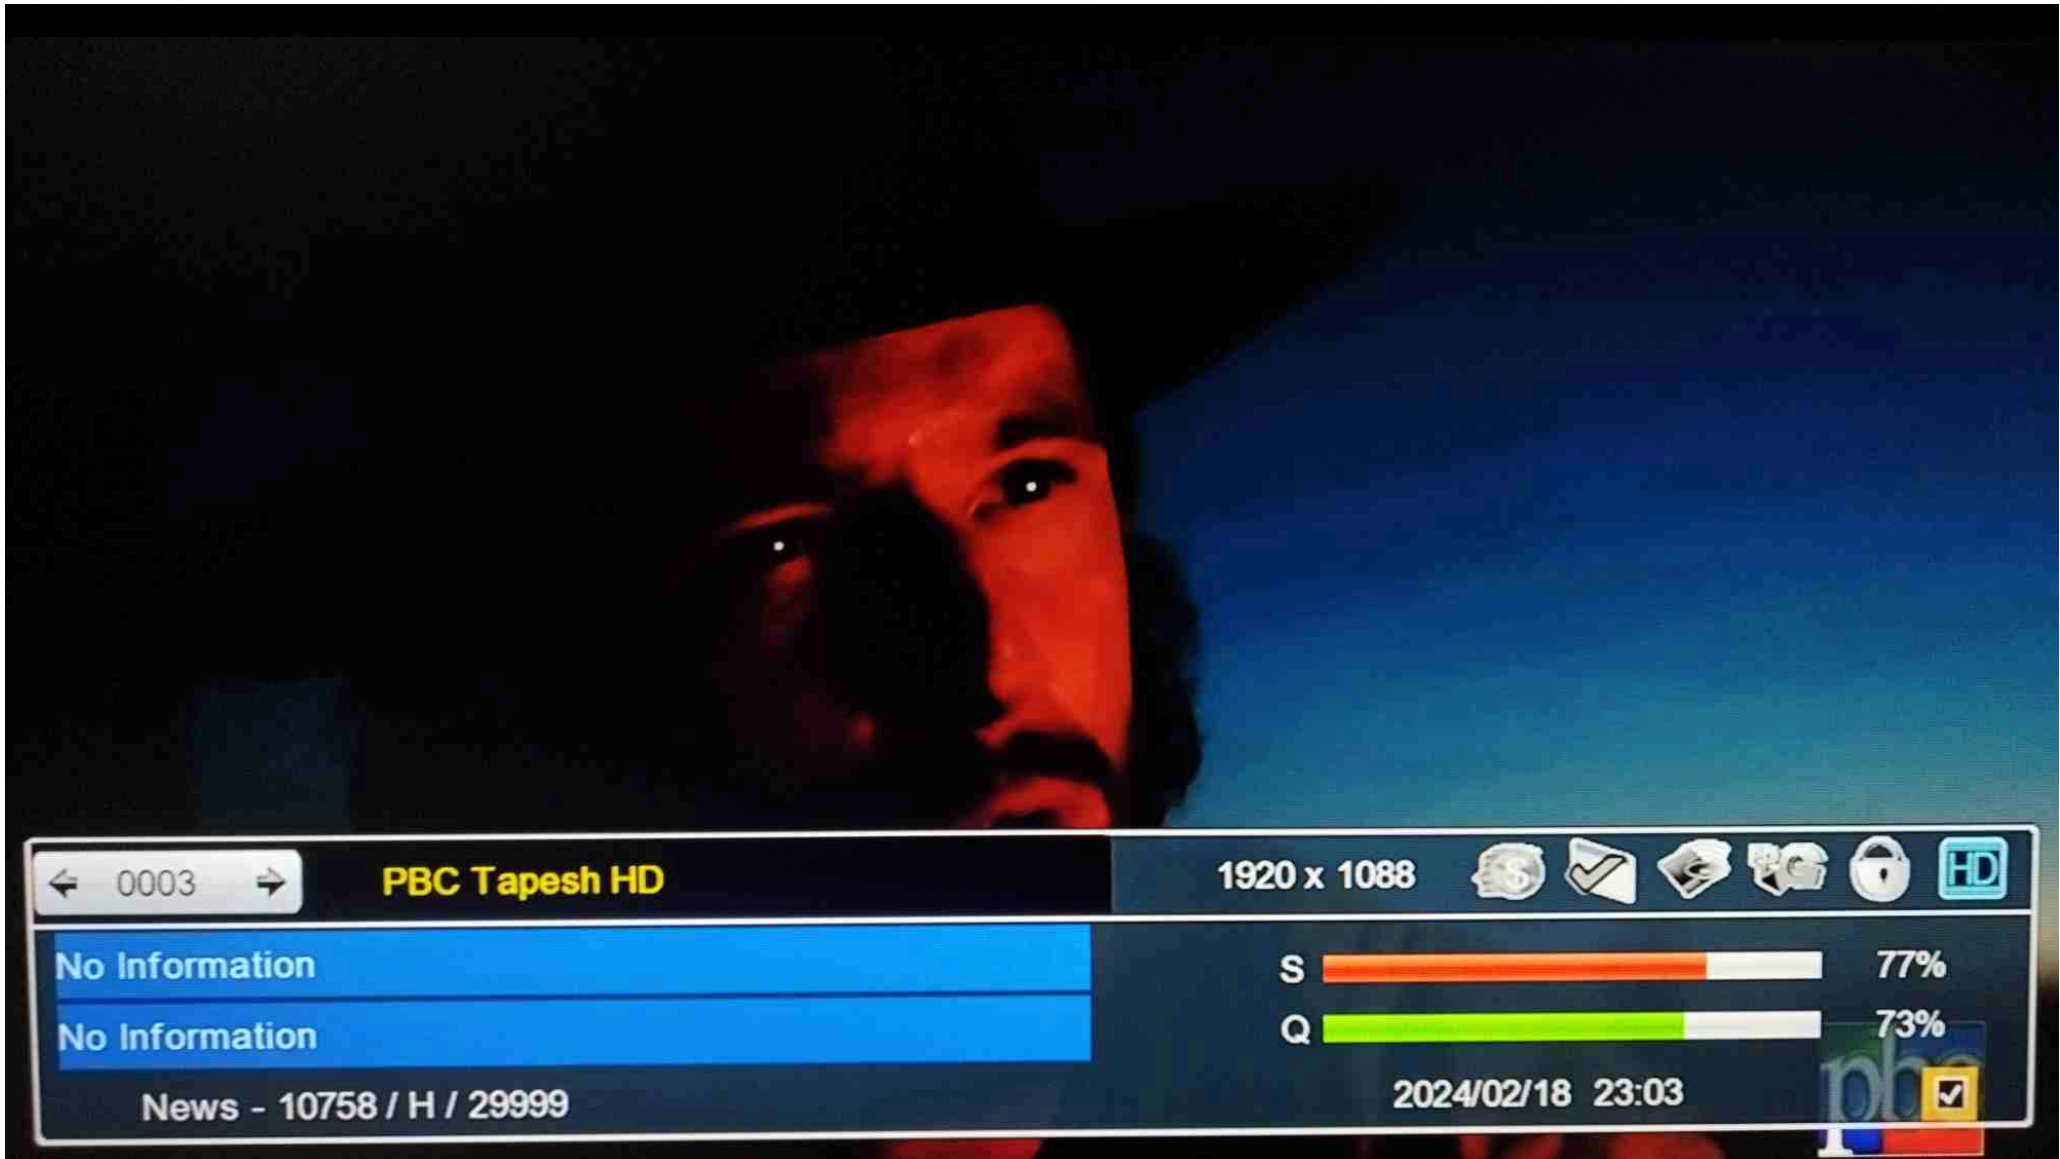 0003 PBC Tapesh HD 1920 x 1088 $ HD
No Information
S 77%
No Information
Q 73%
News - 10758 / H / 29999
2024/02/18 23:03
pbc